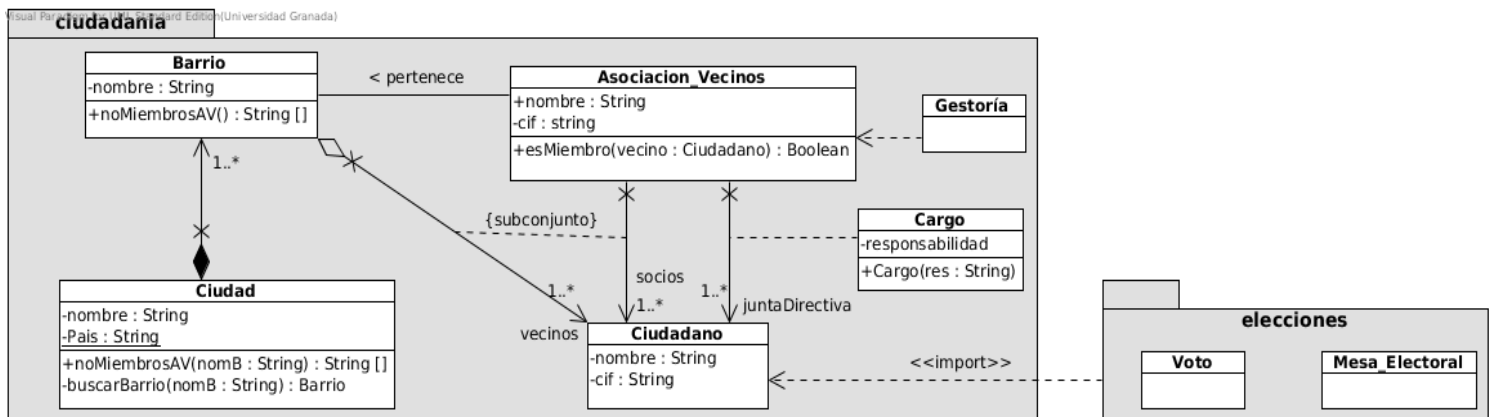 Visual Paradigm for UML Standard Edition(Universidad Granada)
ciudadanía
Barrio
-nombre : String
+noMiembrosAV() : String []
< pertenece
Asociacion_Vecinos
+nombre : String
-cif : string
+esMiembro(vecino : Ciudadano) : Boolean
Gestoría
1..*
{subconjunto}
Cargo
-responsabilidad
+Cargo(res : String)
Ciudad
-nombre : String
-Pais : String
+noMiembrosAV(nomB : String) : String []
-buscarBarrio(nomB : String) : Barrio
1..*
vecinos
socios
1..*
1..*
juntaDirectiva
Ciudadano
-nombre : String
-cif : String
<<import>>
elecciones
Voto
Mesa_Electoral